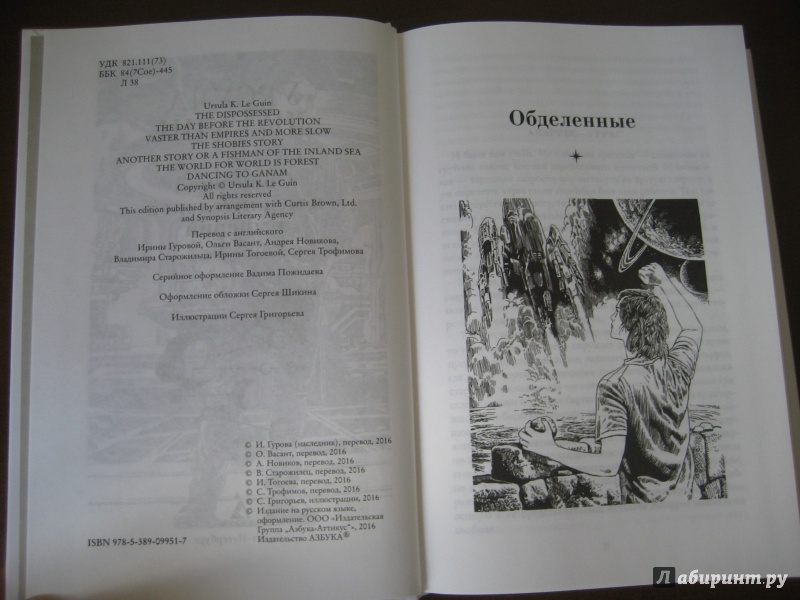 УДК 821.111(73)
ББК 84(7Сое)-445
Л 38
Ursula K. Le Guin
THE DISPOSSESSED
THE DAY BEFORE THE REVOLUTION
VASTER THAN EMPIRES AND MORE SLOW
THE SHOBIES STORY
ANOTHER STORY OR A FISHMAN OF THE INLAND SEA
THE WORLD FOR WORLD IS FOREST
DANCING TO GANAM
Copyright © Ursula K. Le Guin
All rights reserved
This edition published by arrangement with Curtis Brown, Ltd.
and Synopsis Literary Agency
Перевод с английского
Ирины Гуровой, Ольги Васант, Андрея Новикова,
Владимира Старожильца, Ирины Тогоевой, Сергея Трофимова
Серийное оформление Вадима Пожидаева
Оформление обложки Сергея Шикина
Иллюстрации Сергея Григорьева
© И. Гурова (наследник), перевод, 2016
© О. Васант, перевод, 2016
© А. Новиков, перевод, 2016
© В. Старожилец, перевод, 2016
© И. Тогоева, перевод, 2016
© С. Трофимов, перевод, 2016
© С. Григорьев, иллюстрации, 2016
© Издание на русском языке,
оформление. ООО «Издательская
Группа „Азбука-Аттикус“», 2016
Издательство АЗБУКА®
ISBN 978-5-389-09951-7
Обделенные
Лабиринт.ру